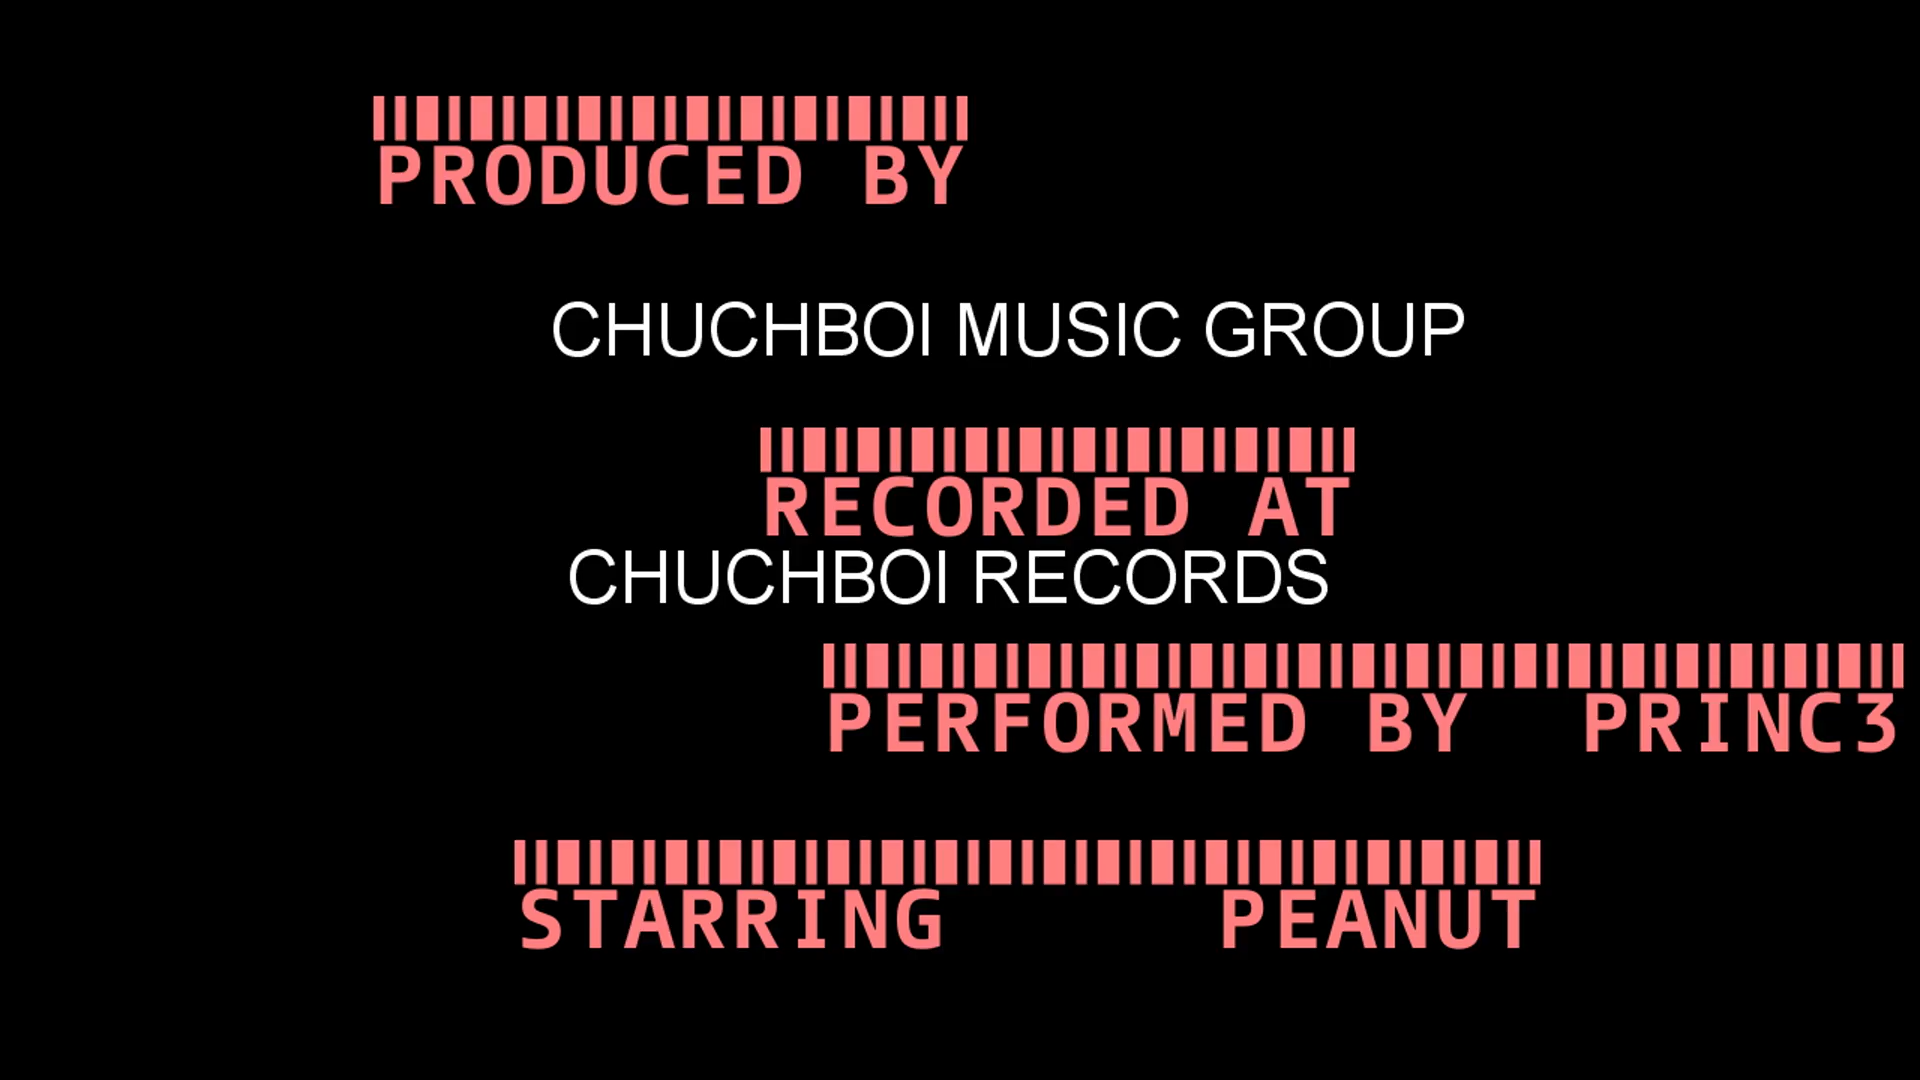 PRODUCED BY
CHUCHBOI MUSIC GROUP
RECORDED AT
CHUCHBOI RECORDS
PERFORMED BY  PRINC3
STARRING     PEANUT